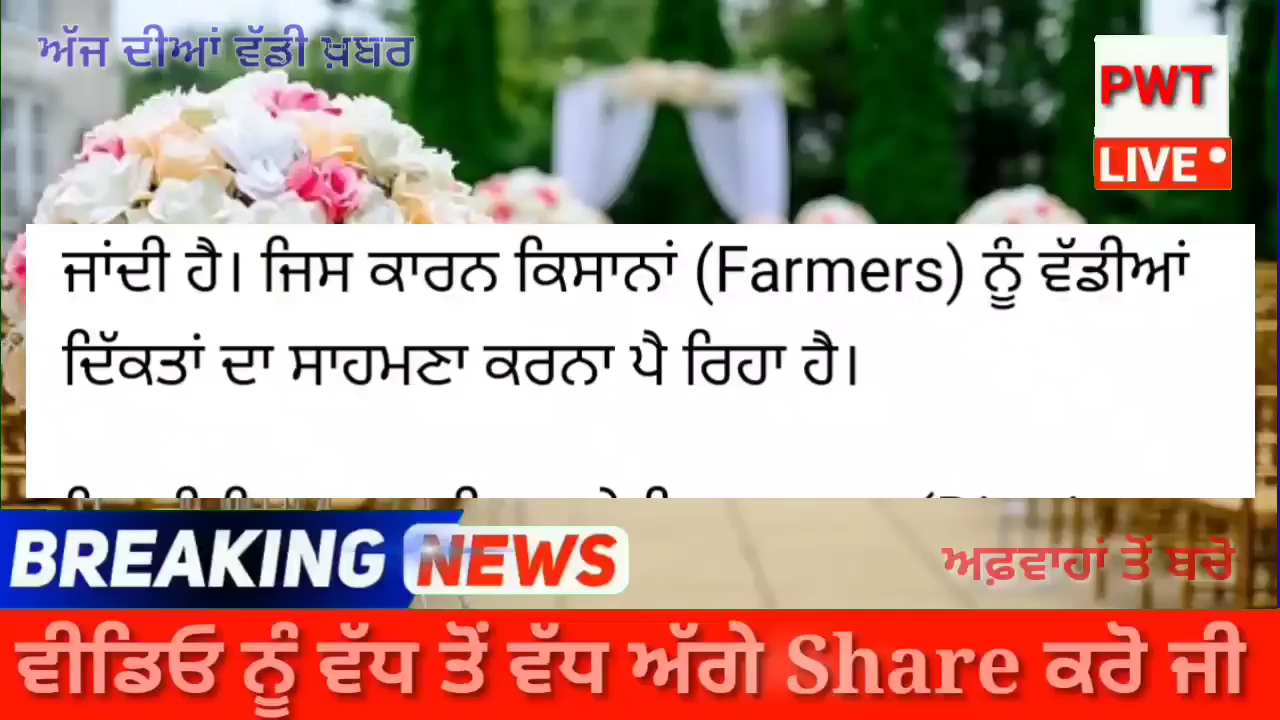 ਅੱਜ ਦੀਆਂ ਵੱਡੀ ਖ਼ਬਰ
PWT
LIVE
ਜਾਂਦੀ ਹੈ। ਜਿਸ ਕਾਰਨ ਕਿਸਾਨਾਂ (Farmers) ਨੂੰ ਵੱਡੀਆਂ
ਦਿੱਕਤਾਂ ਦਾ ਸਾਹਮਣਾ ਕਰਨਾ ਪੈ ਰਿਹਾ ਹੈ।
BREAKING NEWS
ਅਫ਼ਵਾਹਾਂ ਤੋਂ ਬਚੋ
ਵੀਡਿਓ ਨੂੰ ਵੱਧ ਤੋਂ ਵੱਧ ਅੱਗੇ Share ਕਰੋ ਜੀ